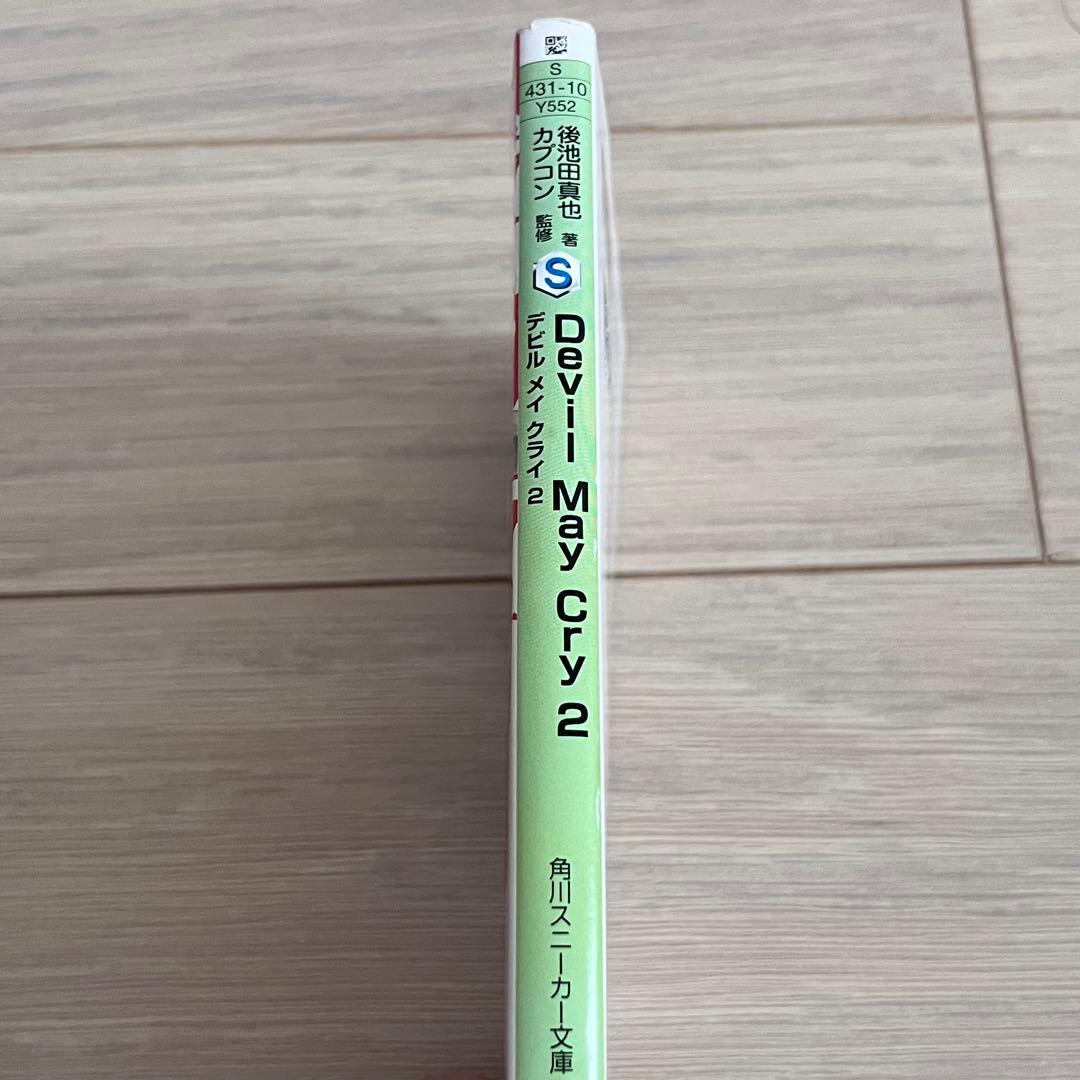 S
431-10
Y552
後池田真也 著
カプコン 監修
S
Devil May Cry 2
デビル メイ クライ 2
角川スニーカー文庫